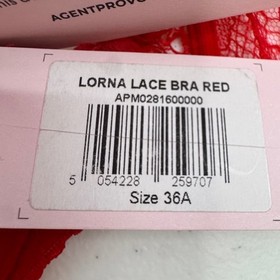 AGENTPROVO
LORNA LACE BRA RED
APM0281600000
5 054228 259707
Size 36A